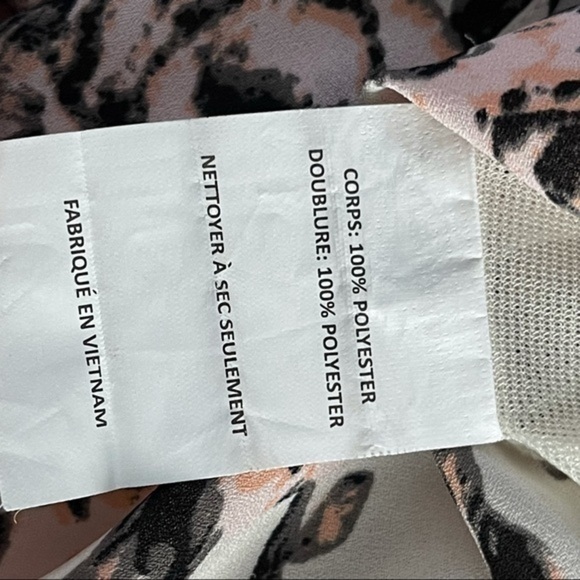 CORPS: 100% POLYESTER
DOUBLURE: 100% POLYESTER
NETTOYER À SEC SEULEMENT
FABRIQUÉ EN VIETNAM